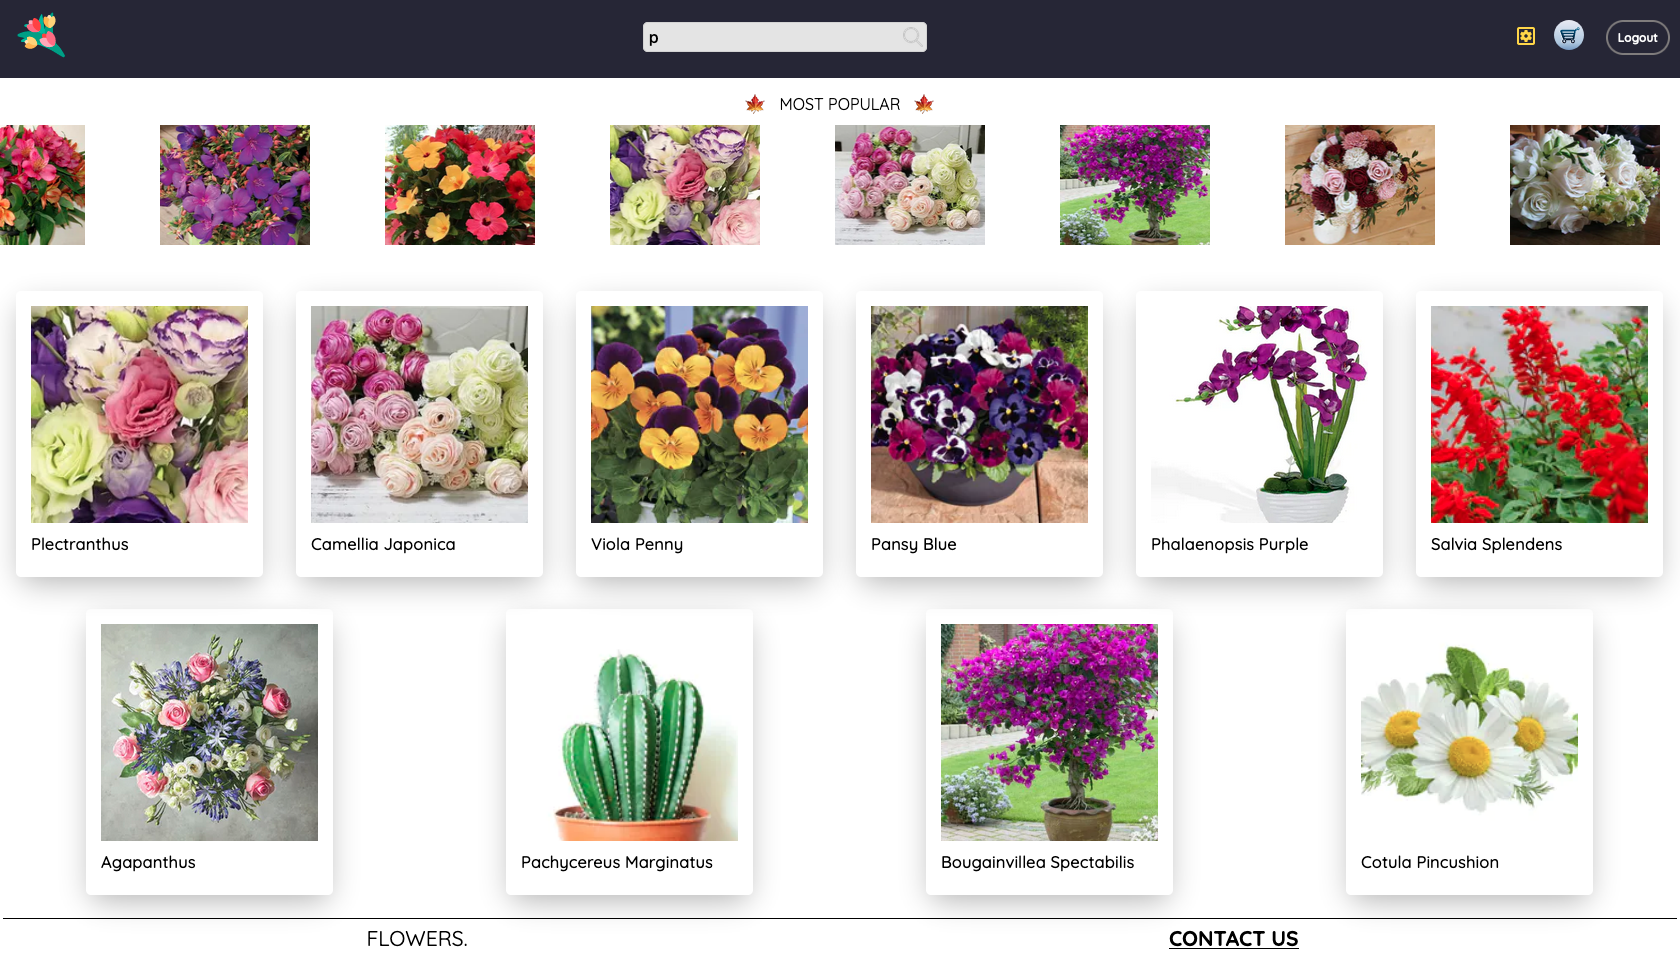 p
Logout
MOST POPULAR
Plectranthus
Camellia Japonica
Viola Penny
Pansy Blue
Phalaenopsis Purple
Salvia Splendens
Agapanthus
Pachycereus Marginatus
Bougainvillea Spectabilis
Cotula Pincushion
FLOWERS.
CONTACT US